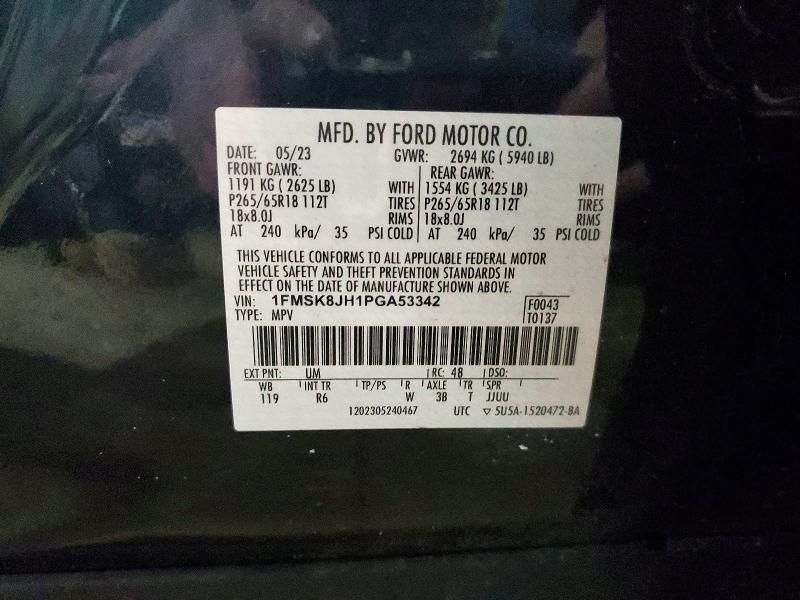 MFD. BY FORD MOTOR CO.
DATE: 05/23 GVWR: 2694 KG ( 5940 LB)
FRONT GAWR: REAR GAWR:
1191 KG ( 2625 LB) WITH 1554 KG ( 3425 LB) WITH
P265/65R18 112T TIRES P265/65R18 112T TIRES
18x8.0J RIMS 18x8.0J RIMS
AT 240 kPa/ 35 PSI COLD AT 240 kPa/ 35 PSI COLD
THIS VEHICLE CONFORMS TO ALL APPLICABLE FEDERAL MOTOR
VEHICLE SAFETY AND THEFT PREVENTION STANDARDS IN
EFFECT ON THE DATE OF MANUFACTURE SHOWN ABOVE.
VIN: 1FMSK8JH1PGA53342 F0043
TYPE: MPV T0137
EXT PNT: UM RC: 48 DSO:
WB INT TR TP/PS R AXLE TR SPR
119 R6 W 3B T JJUU
1202305240467 UTC ▽ 5U5A-1520472-BA